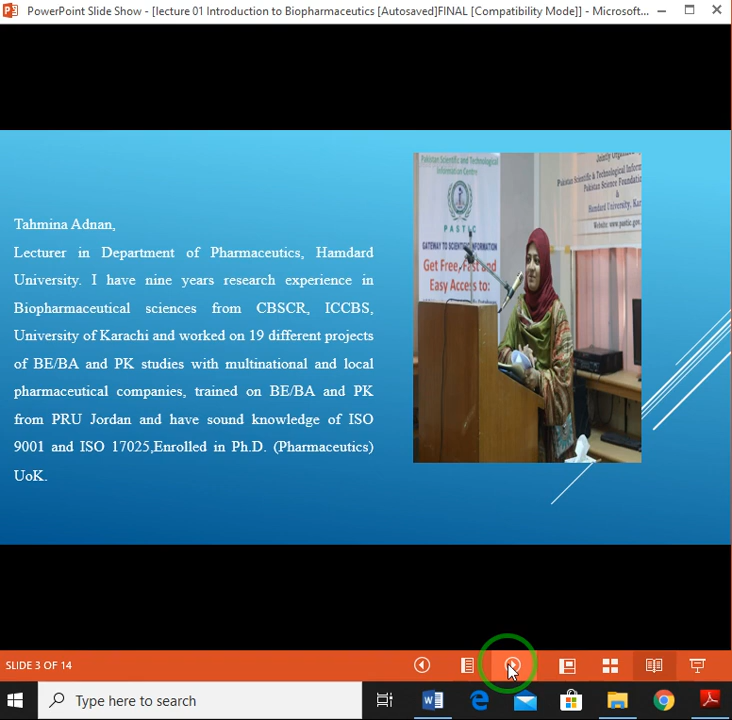 PowerPoint Slide Show - [lecture 01 Introduction to Biopharmaceutics [Autosaved]FINAL [Compatibility Mode]] - Microsoft...
Tahmina Adnan,
Lecturer in Department of Pharmaceutics, Hamdard
University. I have nine years research experience in
Biopharmaceutical sciences from CBSCR, ICCBS,
University of Karachi and worked on 19 different projects
of BE/BA and PK studies with multinational and local
pharmaceutical companies, trained on BE/BA and PK
from PRU Jordan and have sound knowledge of ISO
9001 and ISO 17025,Enrolled in Ph.D. (Pharmaceutics)
UoK.
Pakistan Scientific and Technological
Information Centre
PASTIC
GATEWAY TO SCIENTIFIC INFORMATION
Get Free, Fast and
Easy Access to:
Jointly Organized
Pakistan Scientific & Technological
Pakistan Science Foundation
&
Hamdard University,
Website: www.pastic.gov.
SLIDE 3 OF 14
Type here to search